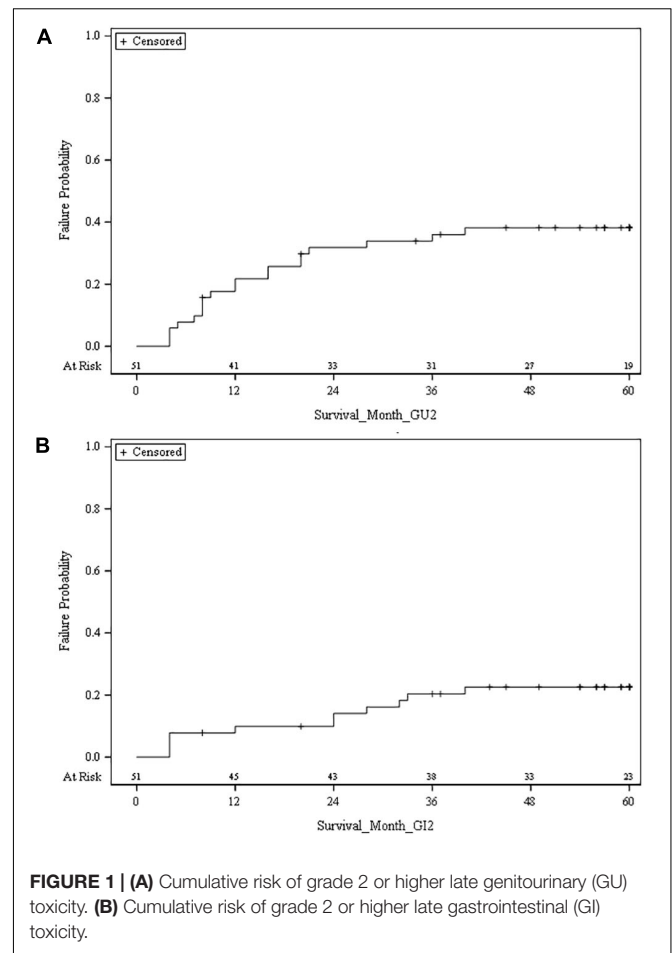 A
+ Censored
Failure Probability
1.0
0.8
0.6
0.4
0.2
0.0
At Risk 51 41 33 31 27 19
0 12 24 36 48 60
Survival_Month_GU2
B
+ Censored
Failure Probability
1.0
0.8
0.6
0.4
0.2
0.0
At Risk 51 45 43 38 33 23
0 12 24 36 48 60
Survival_Month_GI2
FIGURE 1 | (A) Cumulative risk of grade 2 or higher late genitourinary (GU)
toxicity. (B) Cumulative risk of grade 2 or higher late gastrointestinal (GI)
toxicity.